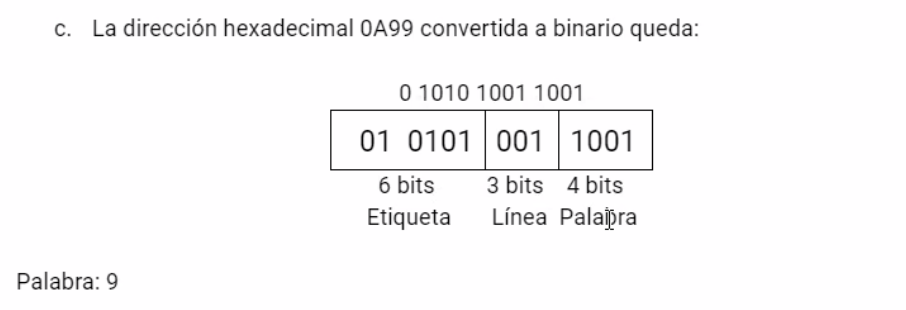 c. La dirección hexadecimal 0A99 convertida a binario queda:
0 1010 1001 1001
01 0101 001 1001
6 bits 3 bits 4 bits
Etiqueta Línea Palabra
Palabra: 9